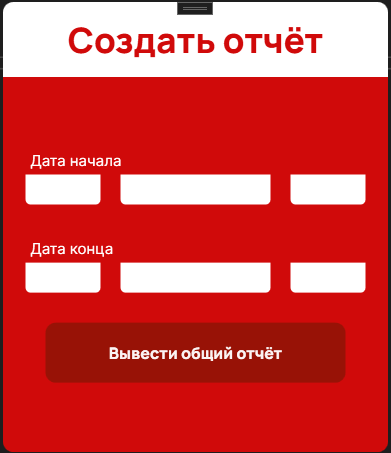 Создать отчёт
Дата начала
Дата конца
Вывести общий отчёт